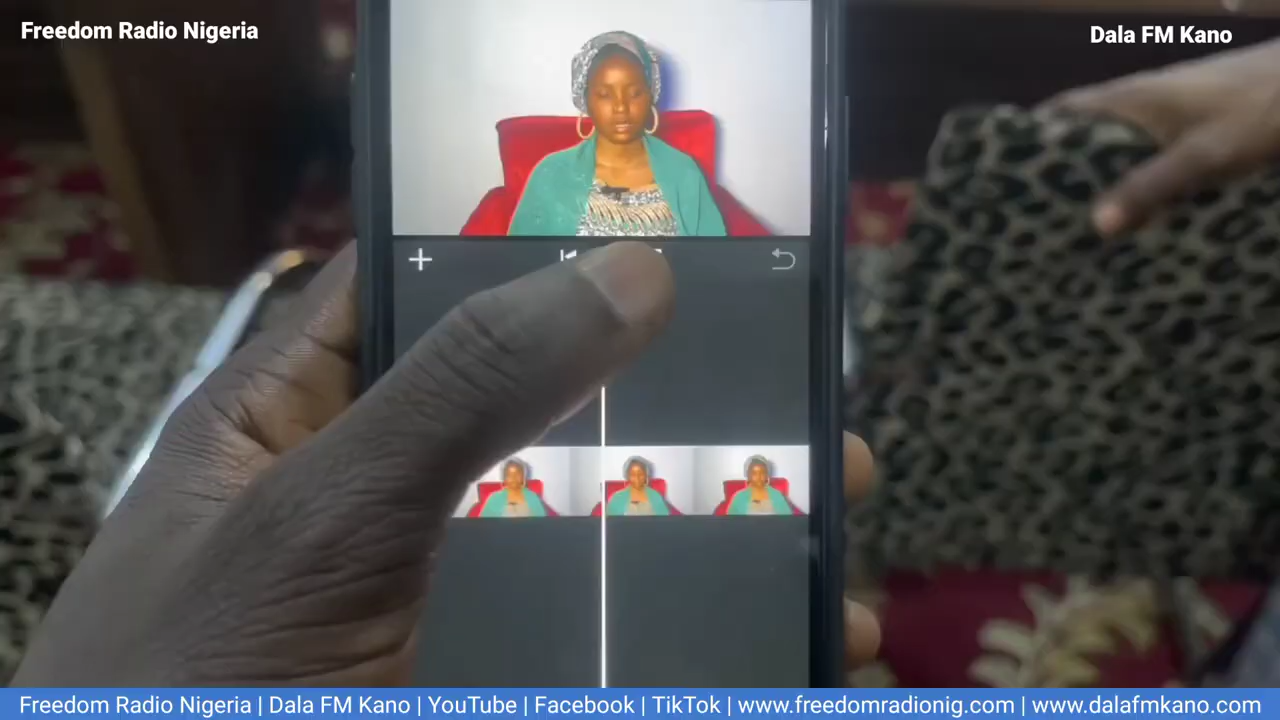 Freedom Radio Nigeria
Dala FM Kano
Freedom Radio Nigeria | Dala FM Kano | YouTube | Facebook | TikTok | www.freedomradionig.com | www.dalafmkano.com